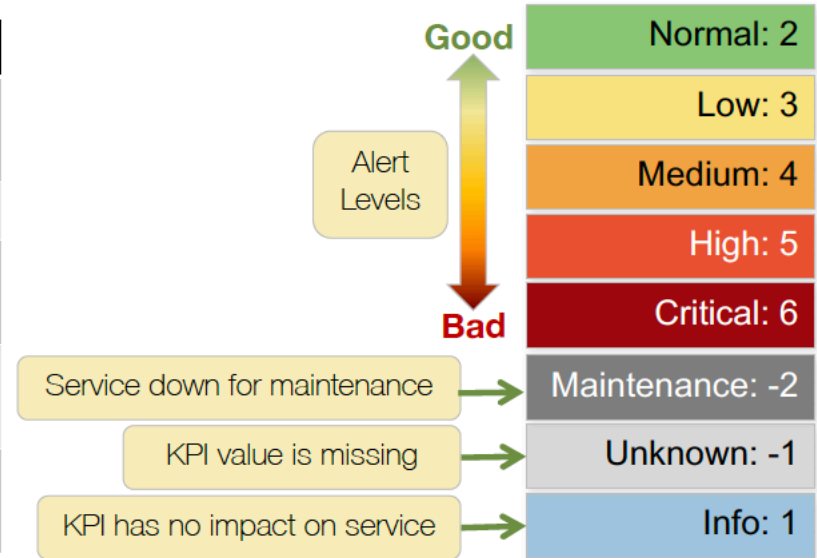 Good
Normal: 2
Low: 3
Alert
Levels
Medium: 4
High: 5
Critical: 6
Bad
Service down for maintenance
Maintenance: -2
KPI value is missing
Unknown: -1
KPI has no impact on service
Info: 1